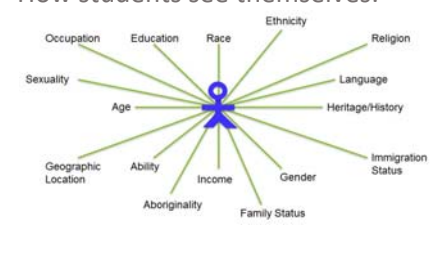 How students see themselves:
Ethnicity
Occupation
Education
Race
Religion
Sexuality
Language
Age
Heritage/History
Geographic
Location
Ability
Income
Gender
Immigration
Status
Aboriginality
Family Status